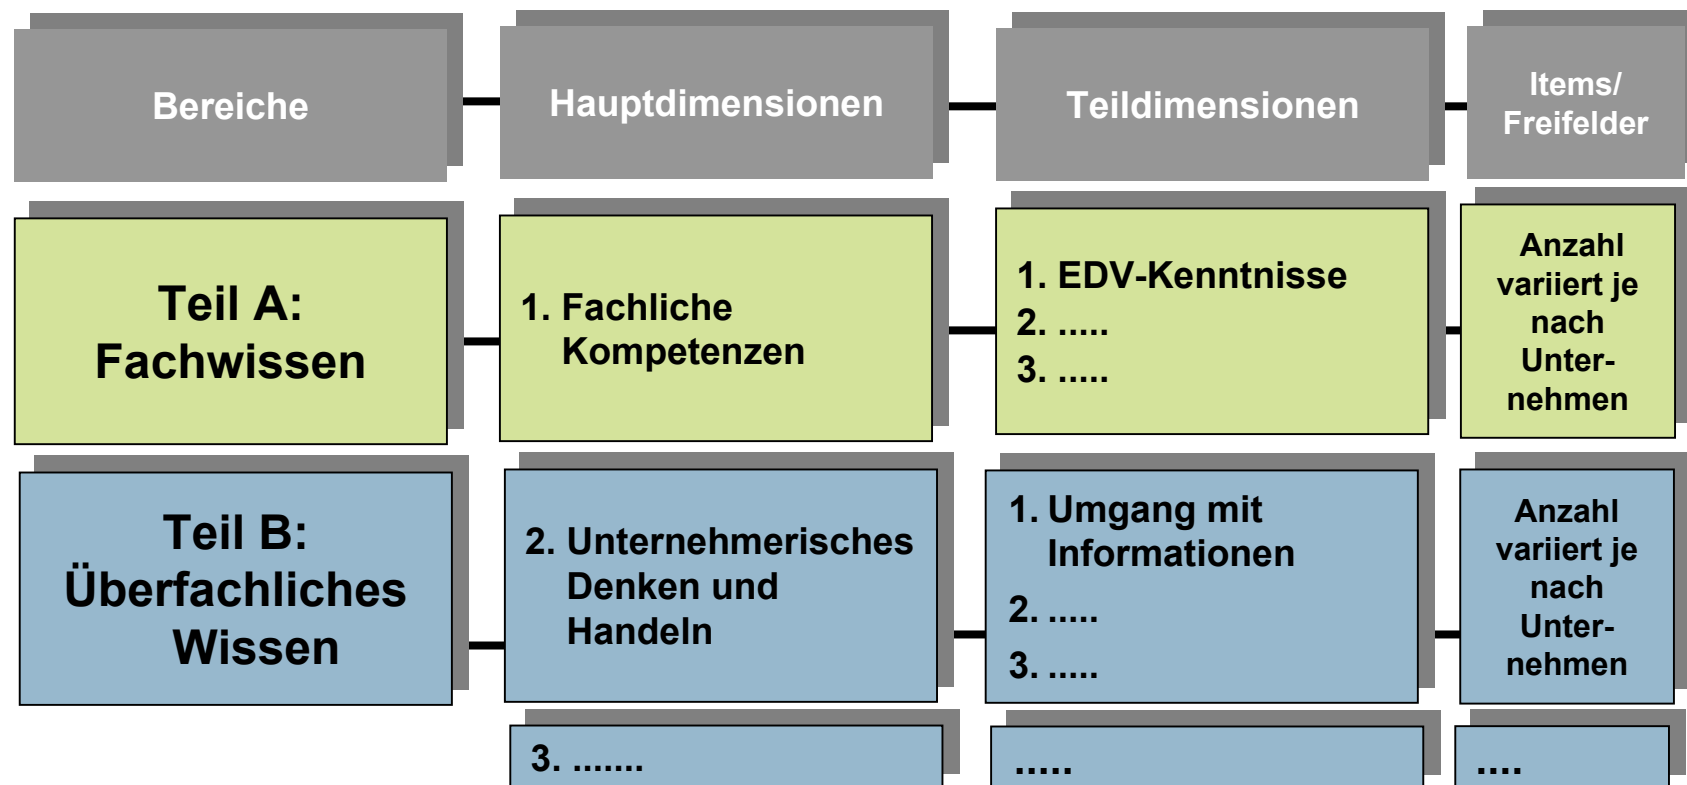 Bereiche
Hauptdimensionen
Teildimensionen
Items/
Freifelder
Teil A:
Fachwissen
1. Fachliche
Kompetenzen
1. EDV-Kenntnisse
2. .....
3. .....
Anzahl
variiert je
nach
Unter-
nehmen
Teil B:
Überfachliches
Wissen
2. Unternehmerisches
Denken und
Handeln
1. Umgang mit
Informationen
2. .....
3. .....
Anzahl
variiert je
nach
Unter-
nehmen
3. .......
.....
....